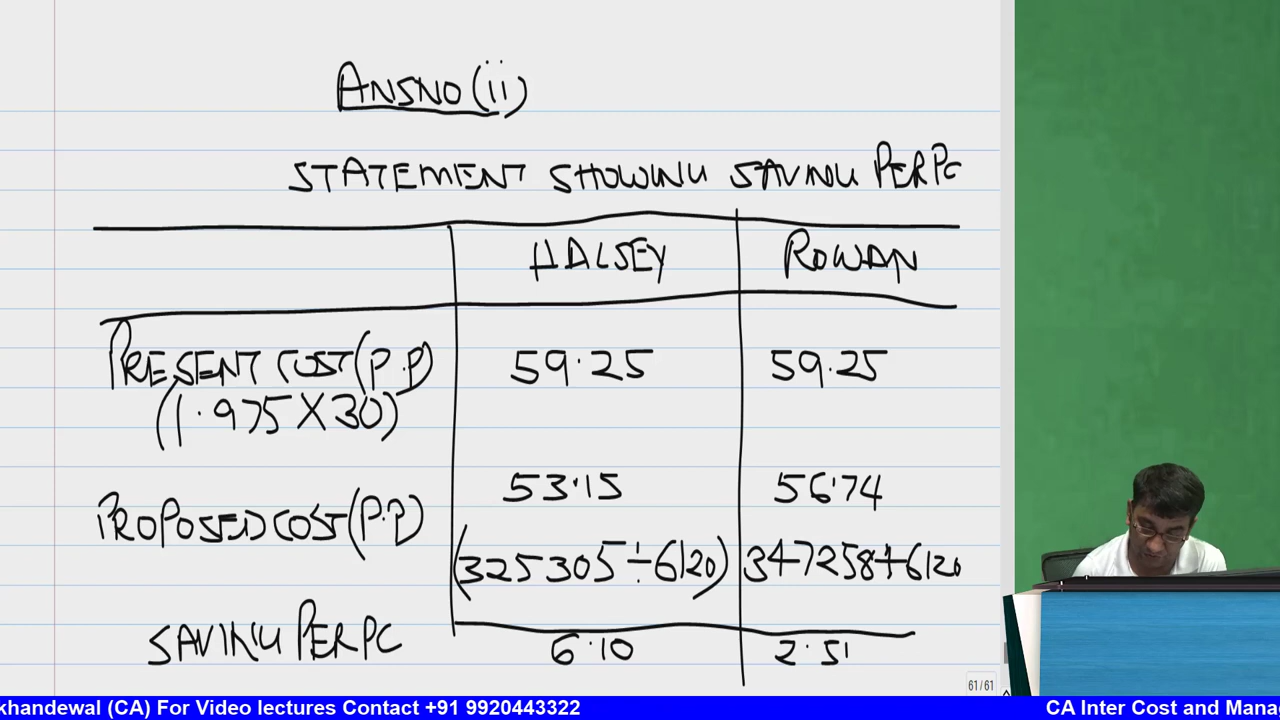 ANSNO(ii)
STATEMENT SHOWING SAVING PER PC
HALSEY ROWAN
PRESENT COST(P.P) 59.25 59.25
(1.975 X 30)
PROPOSED COST(P.P) 53.15 56.74
(325305÷6120) 347258÷6120
SAVING PER PC 6.10 2.51
61/61
khandewal (CA) For Video lectures Contact +91 9920443322
CA Inter Cost and Mana